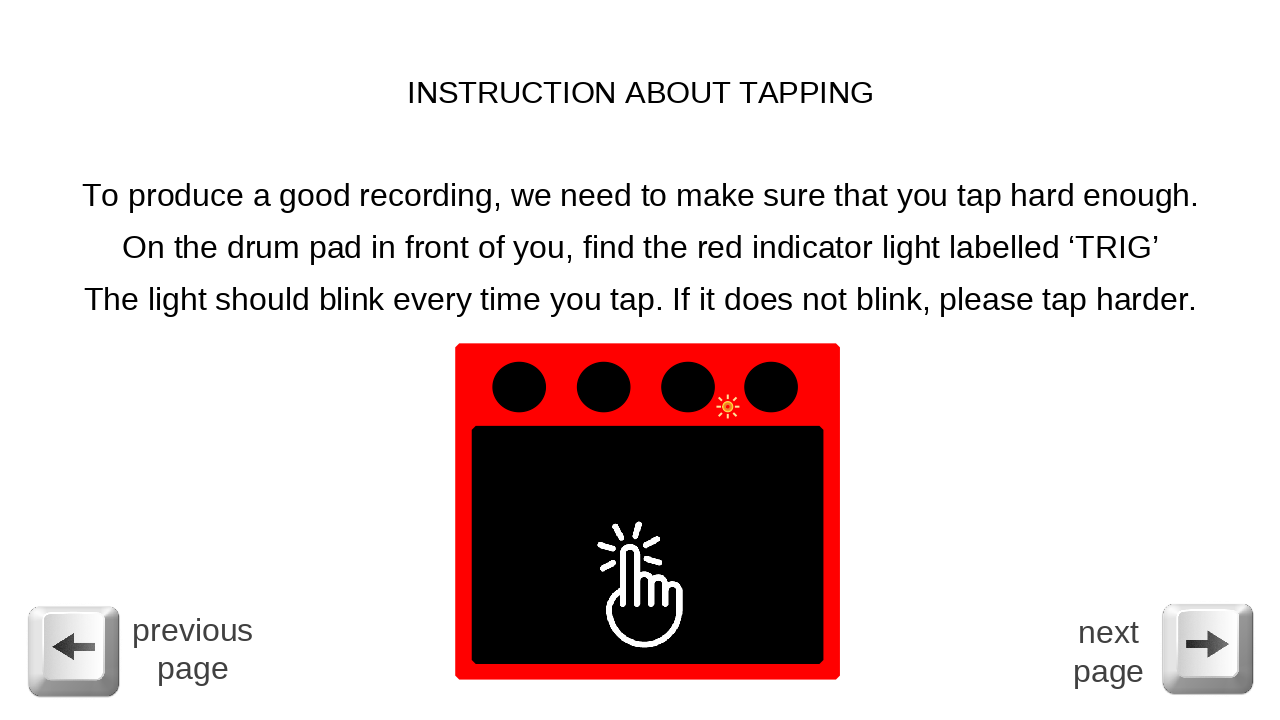 INSTRUCTION ABOUT TAPPING
To produce a good recording, we need to make sure that you tap hard enough.
On the drum pad in front of you, find the red indicator light labelled ‘TRIG’
The light should blink every time you tap. If it does not blink, please tap harder.
previous
page
next
page